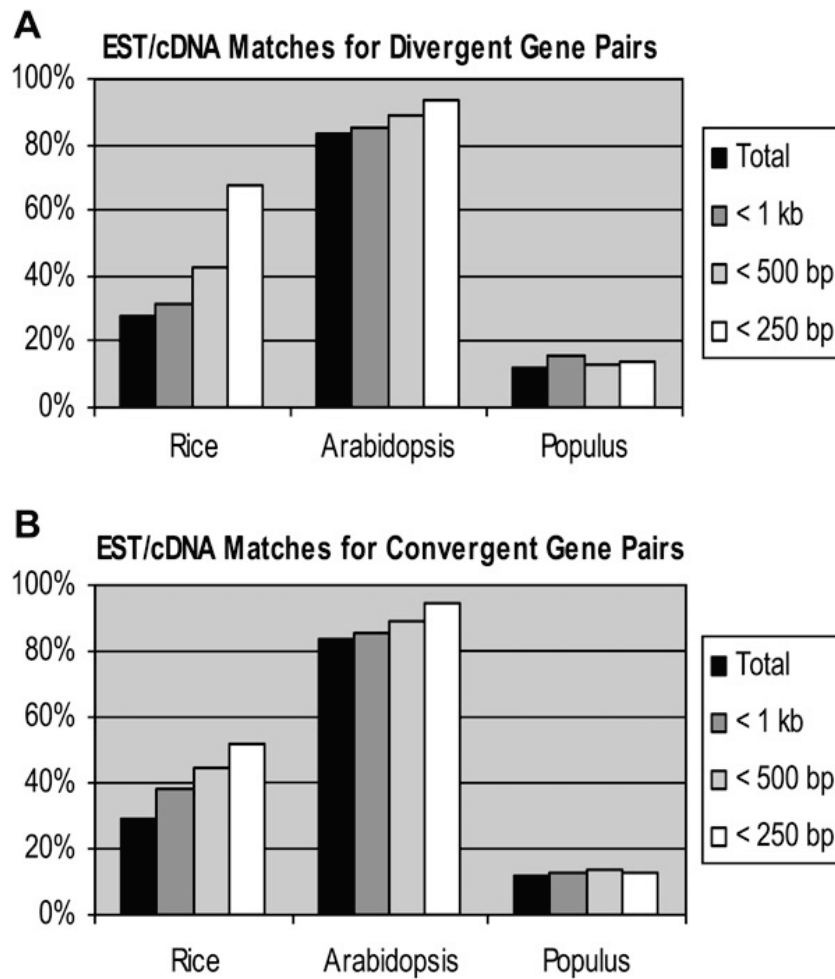 A
EST/cDNA Matches for Divergent Gene Pairs
100%
80%
60%
40%
20%
0%
Rice
Arabidopsis
Populus
Total
< 1 kb
< 500 bp
< 250 bp
B
EST/cDNA Matches for Convergent Gene Pairs
100%
80%
60%
40%
20%
0%
Rice
Arabidopsis
Populus
Total
< 1 kb
< 500 bp
< 250 bp